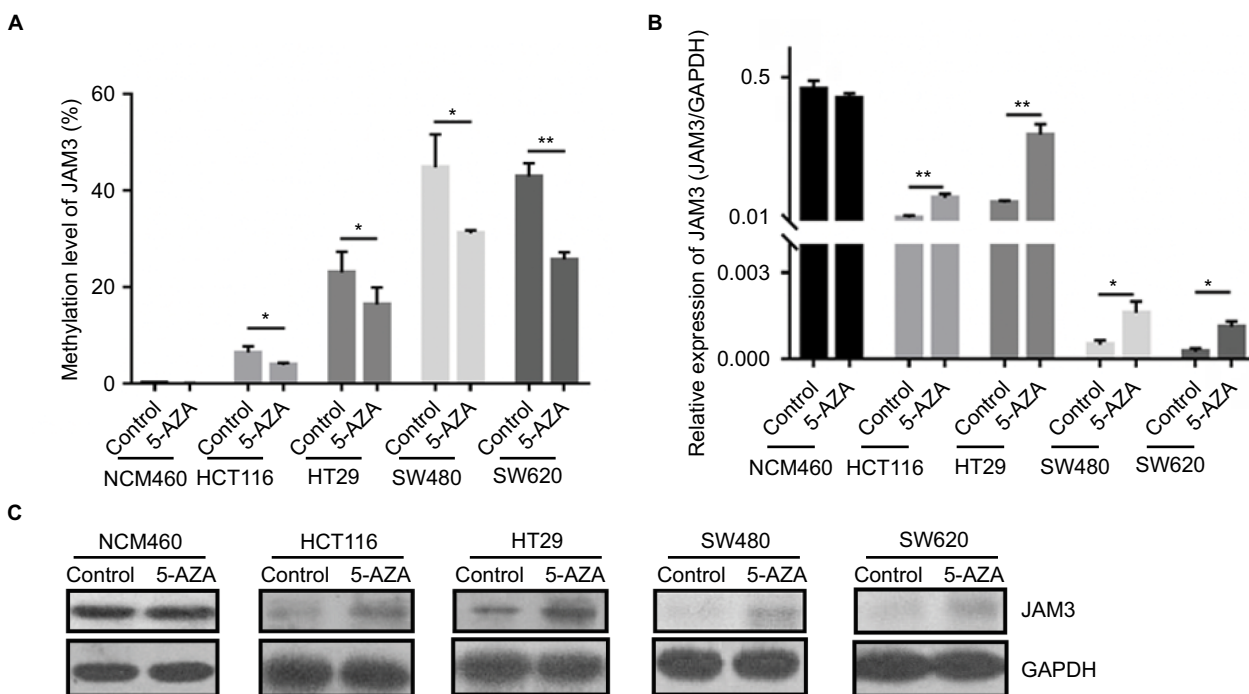 A
Methylation level of JAM3 (%)
60
40
20
0
*
*
*
**
Control 5-AZA Control 5-AZA Control 5-AZA Control 5-AZA Control 5-AZA
NCM460 HCT116 HT29 SW480 SW620
B
Relative expression of JAM3 (JAM3/GAPDH)
0.5
0.01
0.003
0.000
**
**
*
*
Control 5-AZA Control 5-AZA Control 5-AZA Control 5-AZA Control 5-AZA
NCM460 HCT116 HT29 SW480 SW620
C
NCM460 HCT116 HT29 SW480 SW620
Control 5-AZA Control 5-AZA Control 5-AZA Control 5-AZA Control 5-AZA
JAM3
GAPDH